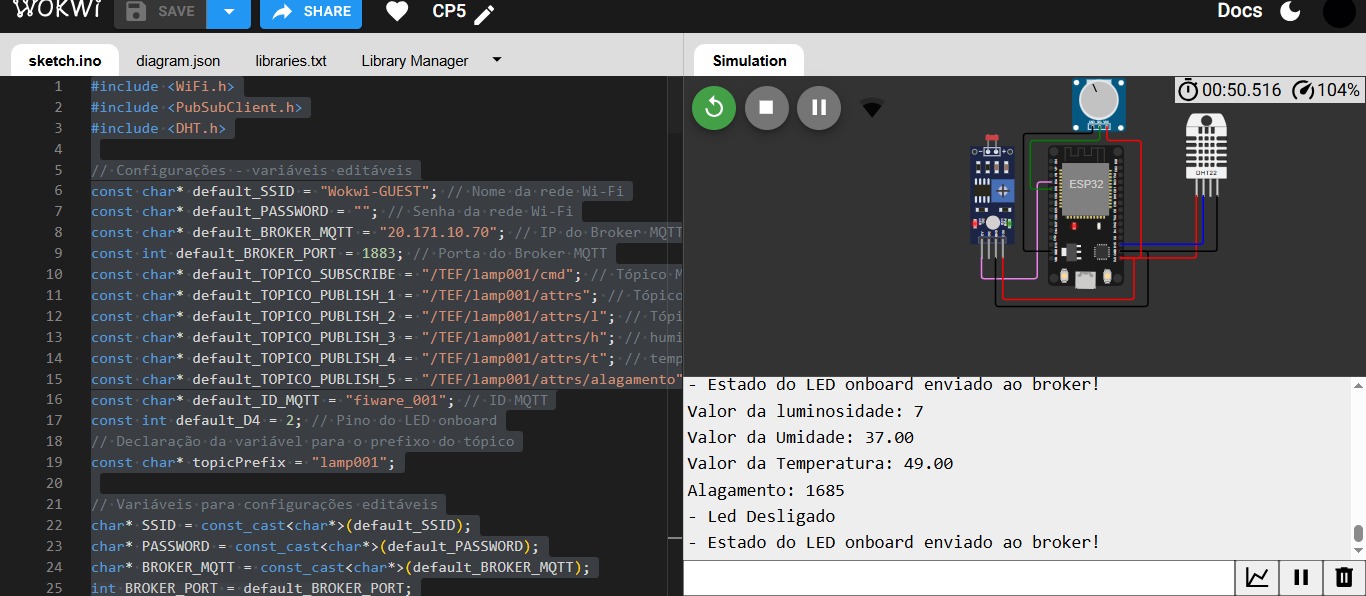 WOKWI
SAVE
SHARE
CP5
Docs
sketch.ino
diagram.json
libraries.txt
Library Manager
Simulation
1 #include <WiFi.h>
2 #include <PubSubClient.h>
3 #include <DHT.h>
4
5 // Configurações - variáveis editáveis
6 const char* default_SSID = "Wokwi-GUEST"; // Nome da rede Wi-Fi
7 const char* default_PASSWORD = ""; // Senha da rede Wi-Fi
8 const char* default_BROKER_MQTT = "20.171.10.70"; // IP do Broker MQTT
9 const int default_BROKER_PORT = 1883; // Porta do Broker MQTT
10 const char* default_TOPICO_SUBSCRIBE = "/TEF/lamp001/cmd"; // Tópico M
11 const char* default_TOPICO_PUBLISH_1 = "/TEF/lamp001/attrs"; // Tópico
12 const char* default_TOPICO_PUBLISH_2 = "/TEF/lamp001/attrs/l"; // Tópi
13 const char* default_TOPICO_PUBLISH_3 = "/TEF/lamp001/attrs/h"; // humi
14 const char* default_TOPICO_PUBLISH_4 = "/TEF/lamp001/attrs/t"; // temp
15 const char* default_TOPICO_PUBLISH_5 = "/TEF/lamp001/attrs/alagamento"
16 const char* default_ID_MQTT = "fiware_001"; // ID MQTT
17 const int default_D4 = 2; // Pino do LED onboard
18 // Declaração da variável para o prefixo do tópico
19 const char* topicPrefix = "lamp001";
20
21 // Variáveis para configurações editáveis
22 char* SSID = const_cast<char*>(default_SSID);
23 char* PASSWORD = const_cast<char*>(default_PASSWORD);
24 char* BROKER_MQTT = const_cast<char*>(default_BROKER_MQTT);
25 int BROKER_PORT = default_BROKER_PORT;
00:50.516
104%
ESP32
DHT22
- Estado do LED onboard enviado ao broker!
Valor da luminosidade: 7
Valor da Umidade: 37.00
Valor da Temperatura: 49.00
Alagamento: 1685
- Led Desligado
- Estado do LED onboard enviado ao broker!